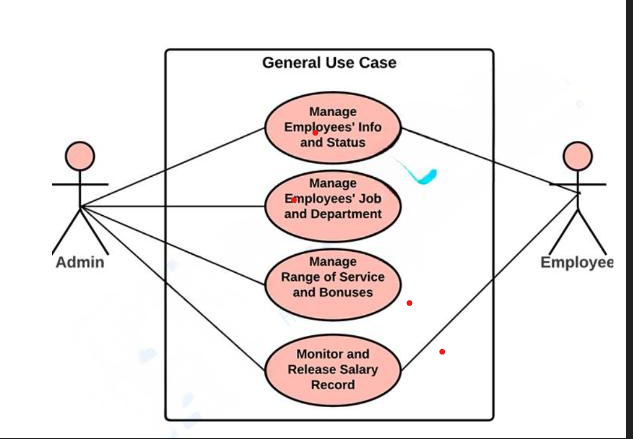 General Use Case
Manage
Employees' Info
and Status
Manage
Employees' Job
and Department
Manage
Range of Service
and Bonuses
Monitor and
Release Salary
Record
Admin
Employee